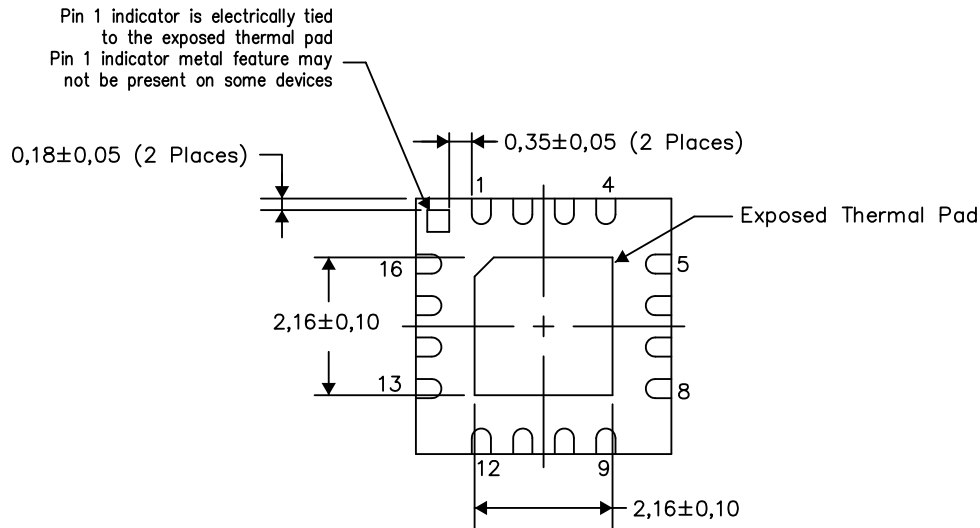 Pin 1 indicator is electrically tied
to the exposed thermal pad
Pin 1 indicator metal feature may
not be present on some devices
0,18±0,05 (2 Places)
0,35±0,05 (2 Places)
1
4
Exposed Thermal Pad
16
5
2,16±0,10
13
8
12
9
2,16±0,10